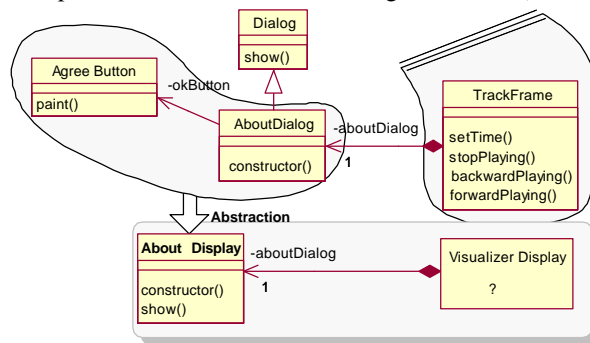 Dialog
show()
Agree Button
paint()
-okButton
AboutDialog
constructor()
-aboutDialog
1
TrackFrame
setTime()
stopPlaying()
backwardPlaying()
forwardPlaying()
Abstraction
About Display
constructor()
show()
-aboutDialog
1
Visualizer Display
?